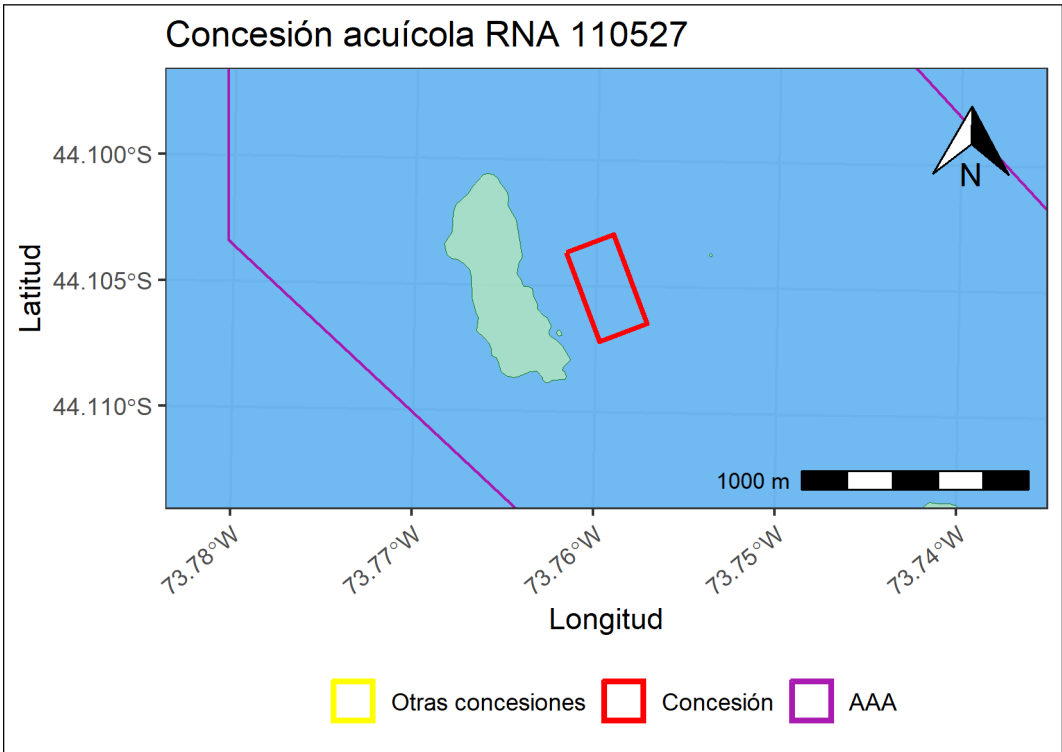 Concesión acuícola RNA 110527
44.100°S
44.105°S
44.110°S
Latitud
N
1000 m
73.78°W
73.77°W
73.76°W
73.75°W
73.74°W
Longitud
Otras concesiones
Concesión
AAA